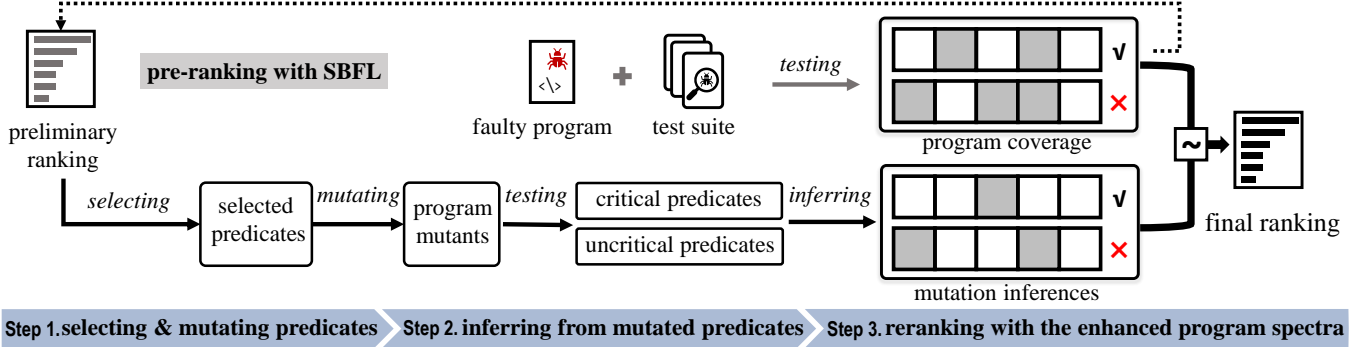 pre-ranking with SBFL
preliminary
ranking
</>
faulty program
+
test suite
testing
√
×
program coverage
~
selecting
selected
predicates
mutating
program
mutants
testing
critical predicates
uncritical predicates
inferring
√
×
mutation inferences
final ranking
Step 1. selecting & mutating predicates
Step 2. inferring from mutated predicates
Step 3. reranking with the enhanced program spectra